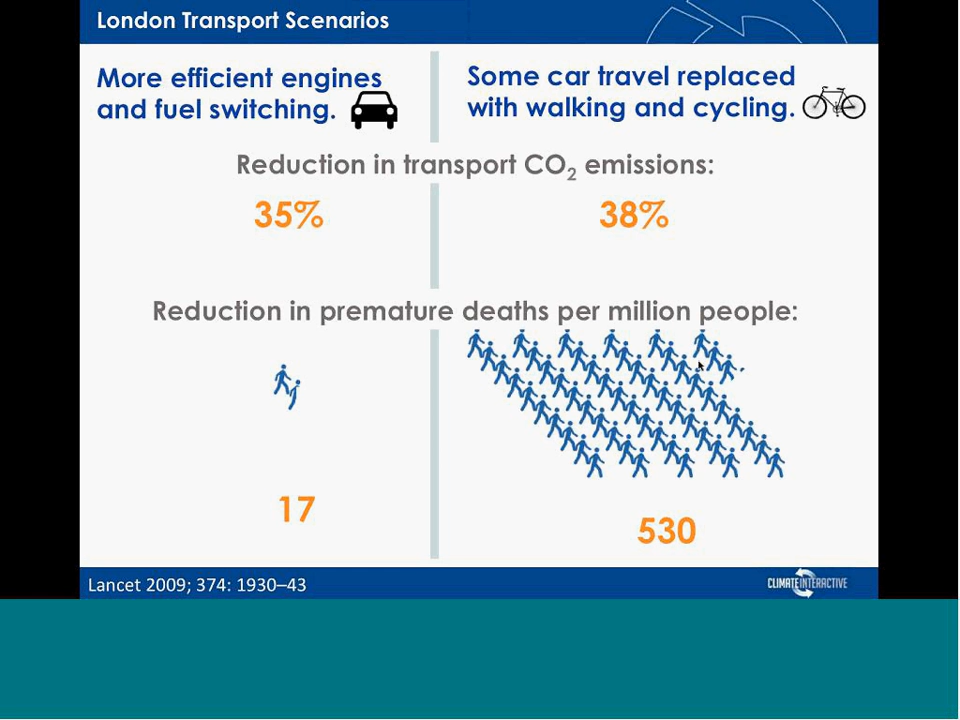 London Transport Scenarios
More efficient engines
and fuel switching.
Some car travel replaced
with walking and cycling.
Reduction in transport CO₂ emissions:
35% 38%
Reduction in premature deaths per million people:
17
530
Lancet 2009; 374: 1930–43
CLIMATE INTERACTIVE